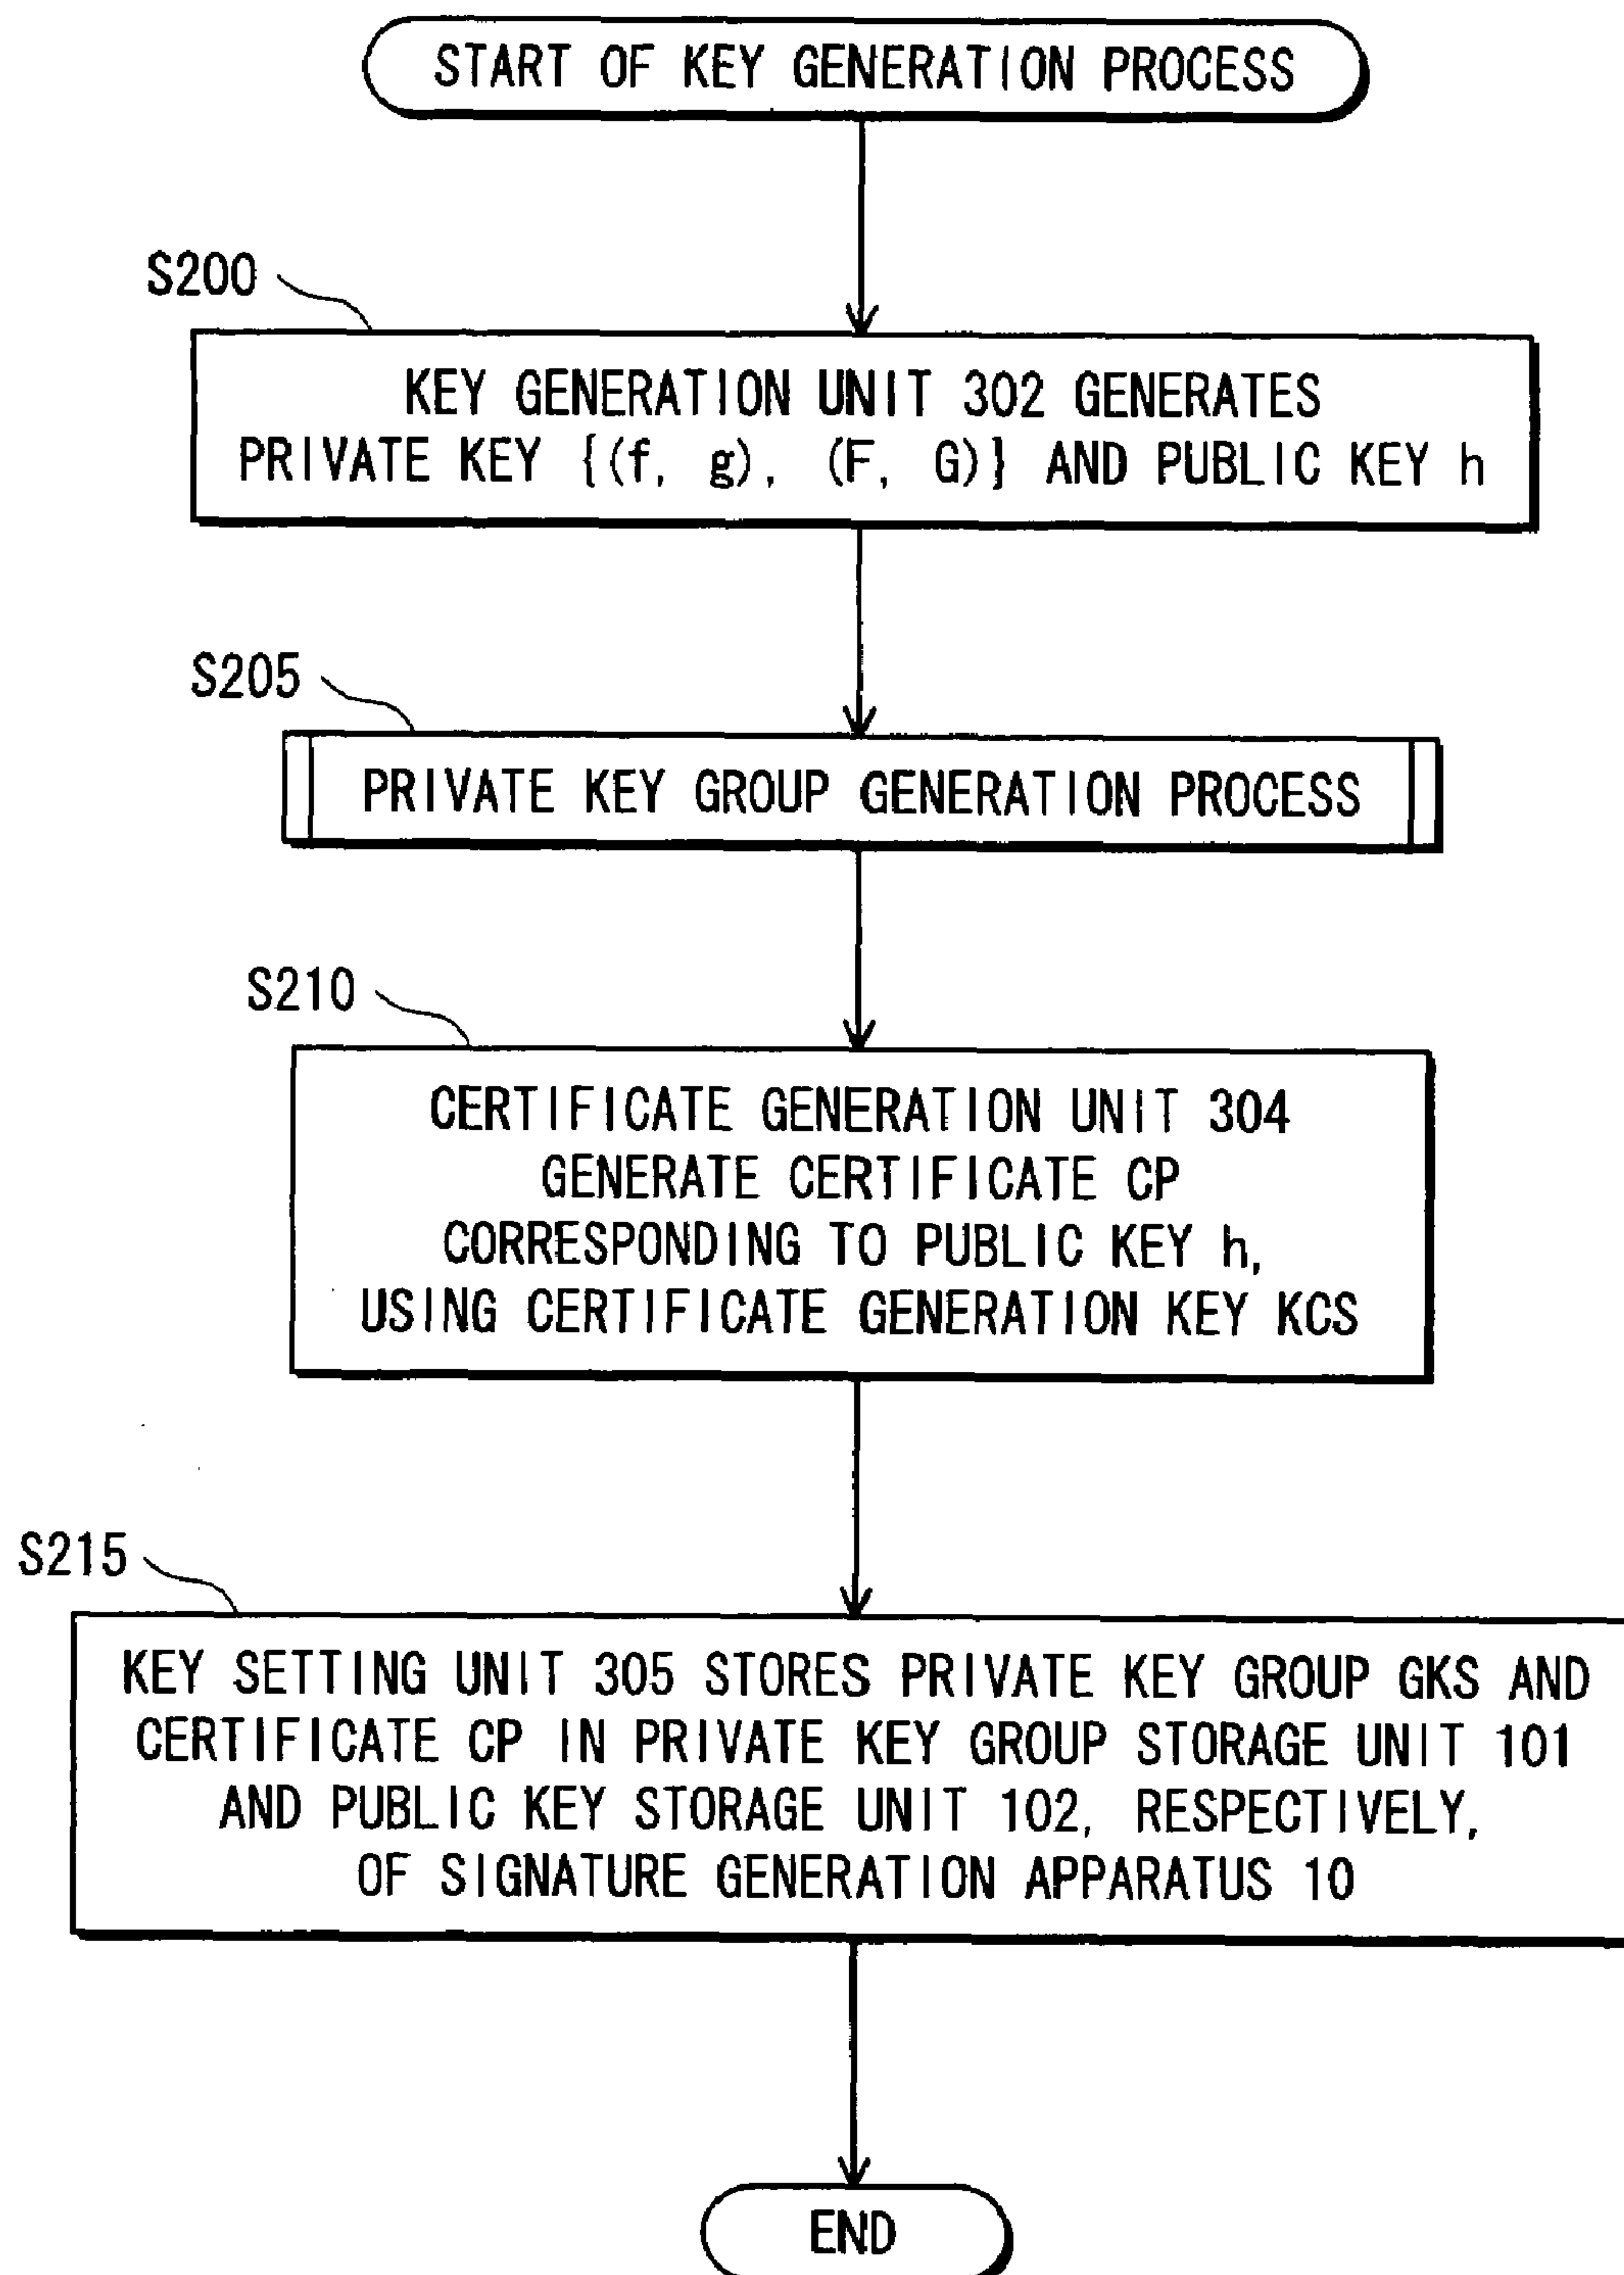 START OF KEY GENERATION PROCESS
S200
KEY GENERATION UNIT 302 GENERATES
PRIVATE KEY {(f, g), (F, G)} AND PUBLIC KEY h
S205
PRIVATE KEY GROUP GENERATION PROCESS
S210
CERTIFICATE GENERATION UNIT 304
GENERATE CERTIFICATE CP
CORRESPONDING TO PUBLIC KEY h,
USING CERTIFICATE GENERATION KEY KCS
S215
KEY SETTING UNIT 305 STORES PRIVATE KEY GROUP GKS AND
CERTIFICATE CP IN PRIVATE KEY GROUP STORAGE UNIT 101
AND PUBLIC KEY STORAGE UNIT 102, RESPECTIVELY,
OF SIGNATURE GENERATION APPARATUS 10
END